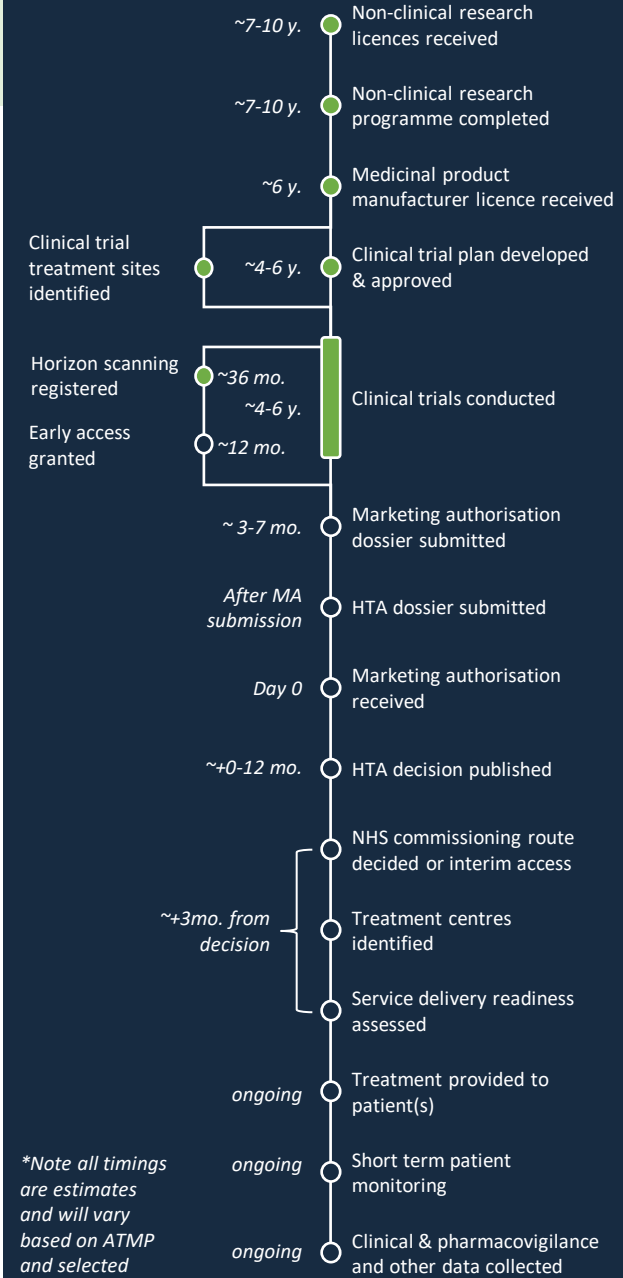 ~7-10 y.
Non-clinical research
licences received
~7-10 y.
Non-clinical research
programme completed
~6 y.
Medicinal product
manufacturer licence received
Clinical trial
treatment sites
identified
~4-6 y.
Clinical trial plan developed
& approved
Horizon scanning
registered
~36 mo.
~4-6 y.
Early access
granted
~12 mo.
Clinical trials conducted
~ 3-7 mo.
Marketing authorisation
dossier submitted
After MA
submission
HTA dossier submitted
Day 0
Marketing authorisation
received
~+0-12 mo.
HTA decision published
NHS commissioning route
decided or interim access
~+3mo. from
decision
Treatment centres
identified
Service delivery readiness
assessed
ongoing
Treatment provided to
patient(s)
ongoing
Short term patient
monitoring
ongoing
Clinical & pharmacovigilance
and other data collected
*Note all timings
are estimates
and will vary
based on ATMP
and selected